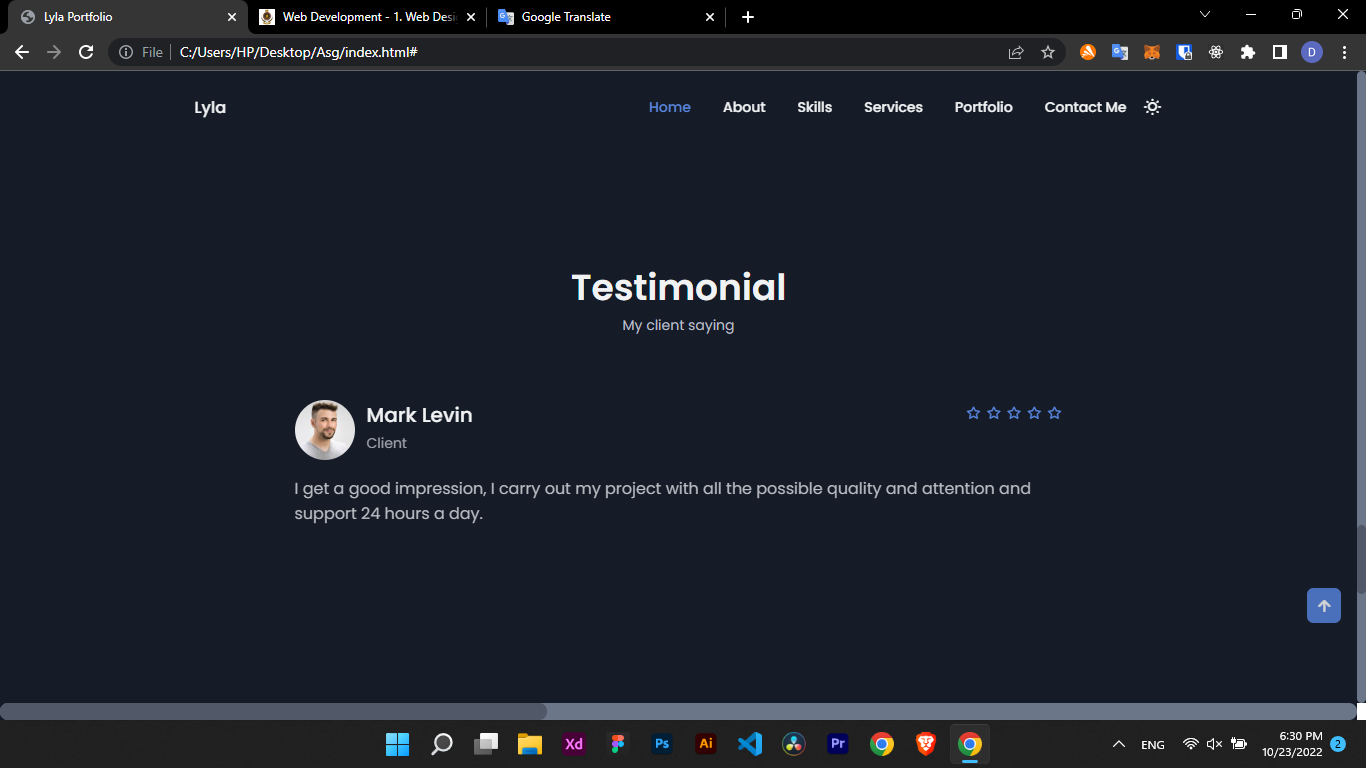 Lyla Portfolio
Web Development - 1. Web Desi
Google Translate
File
C:/Users/HP/Desktop/Asg/index.html#
D
Lyla
Home About Skills Services Portfolio Contact Me
Testimonial
My client saying
Mark Levin
Client
I get a good impression, I carry out my project with all the possible quality and attention and
support 24 hours a day.
Xd
Ps
Ai
Pr
ENG
6:30 PM
10/23/2022
2